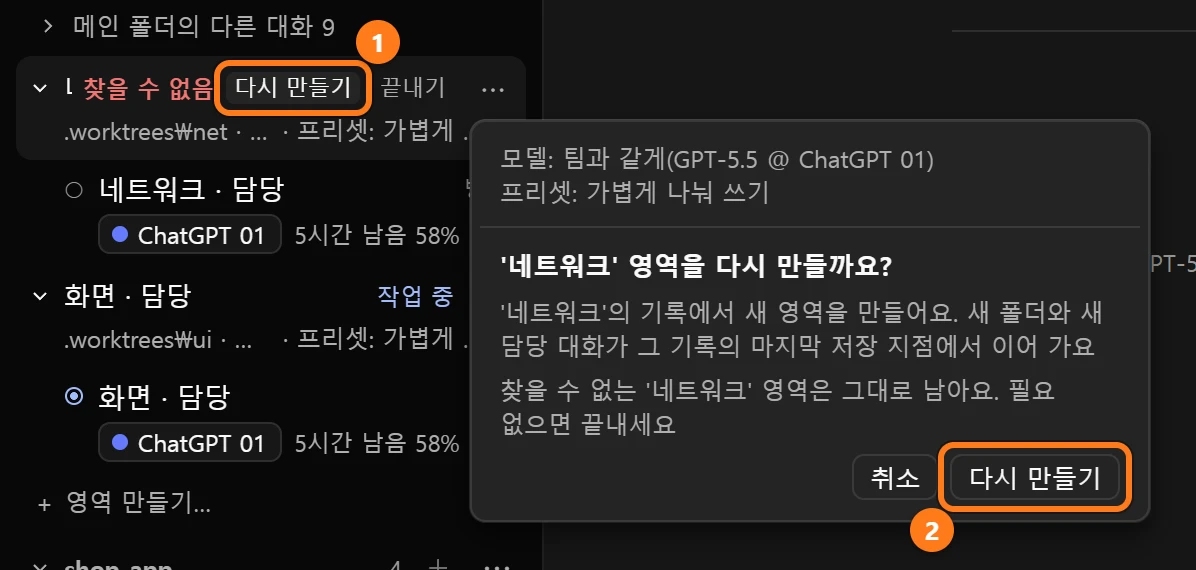 메인 폴더의 다른 대화 9
1
찾을 수 없음 다시 만들기 끝내기 ...
.worktrees₩net · ... · 프리셋: 가볍게 .
모델: 팀과 같게(GPT-5.5 @ ChatGPT 01)
프리셋: 가볍게 나눠 쓰기
네트워크 · 담당
ChatGPT 01 5시간 남음 58%
'네트워크' 영역을 다시 만들까요?
'네트워크'의 기록에서 새 영역을 만들어요. 새 폴더와 새
담당 대화가 그 기록의 마지막 저장 지점에서 이어 가요
찾을 수 없는 '네트워크' 영역은 그대로 남아요. 필요
없으면 끝내세요
취소 다시 만들기
2
PT-5
화면 · 담당 작업 중
.worktrees₩ui · ... · 프리셋: 가볍게 .
화면 · 담당
ChatGPT 01 5시간 남음 58%
+ 영역 만들기...
shop-app 4 + ...